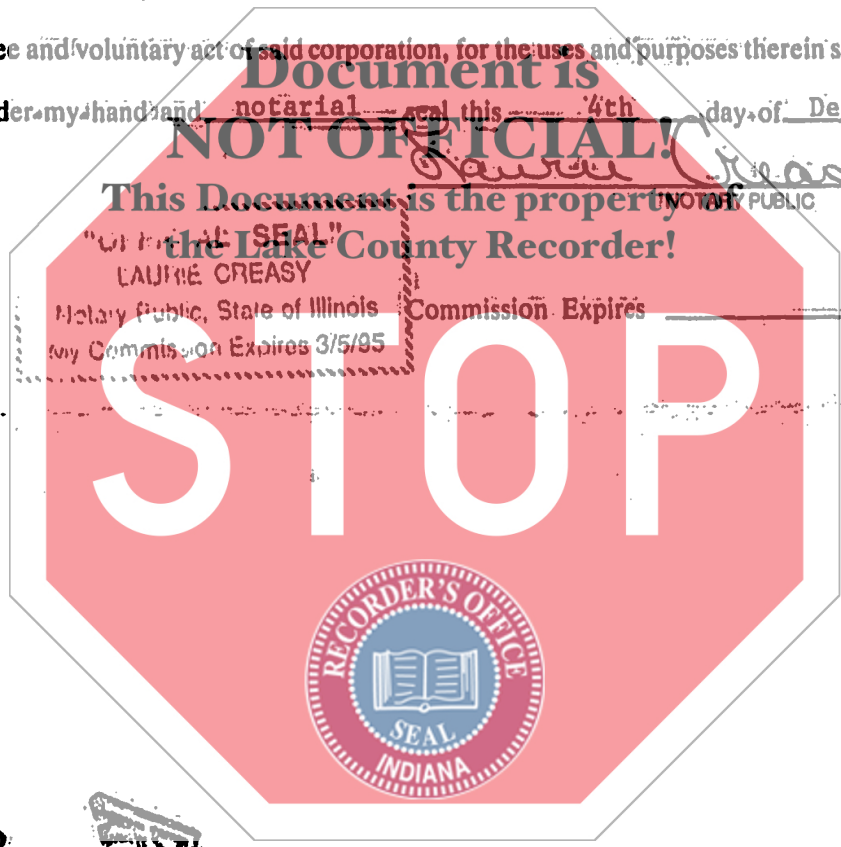 and voluntary act of said corporation, for the uses and purposes therein
Document is
my hand and notarial seal this 4th day of De
NOT OFFICIAL!
Laurie Creas
This Document is the property of
NOTARY PUBLIC
"OFFICIAL SEAL"
the Lake County Recorder!
LAURIE CREASY
Notary Public, State of Illinois
Commission Expires
My Commission Expires 3/5/95
STOP
RECORDER'S OFFICE
SEAL
INDIANA